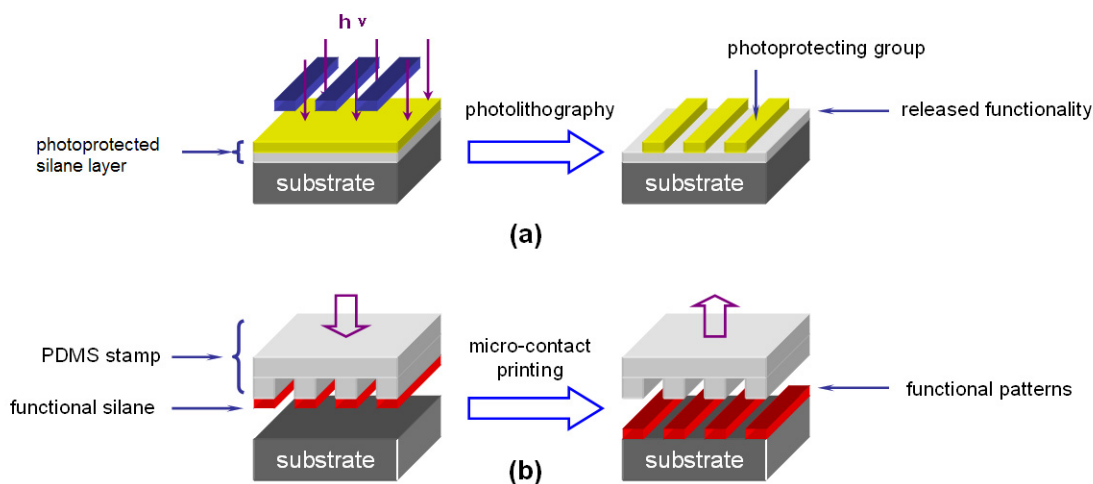 h ν
photoprotecting group
photolithography
released functionality
photoprotected
silane layer
substrate
substrate
(a)
PDMS stamp
micro-contact
printing
functional silane
functional patterns
substrate
substrate
(b)